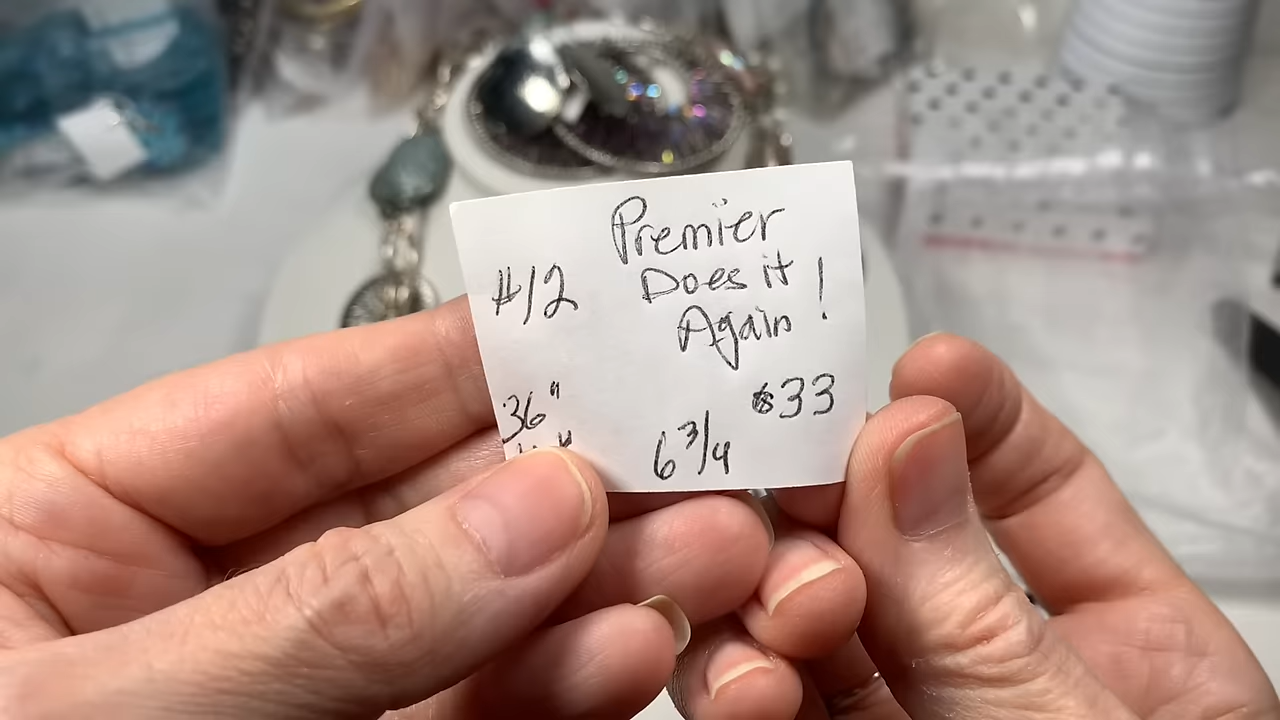 Premier
#12 Does it
Again !
36" $33
6 3/4